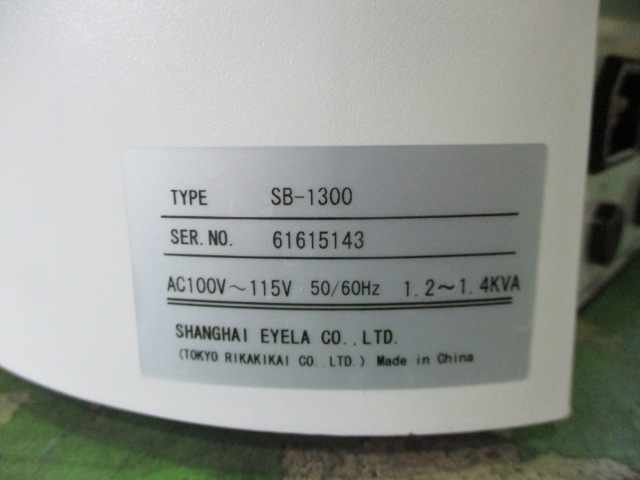 TYPE SB-1300
SER. NO. 61615143
AC100V～115V 50/60Hz 1.2～1.4KVA
SHANGHAI EYELA CO., LTD.
(TOKYO RIKAKIKAI CO., LTD.) Made in China